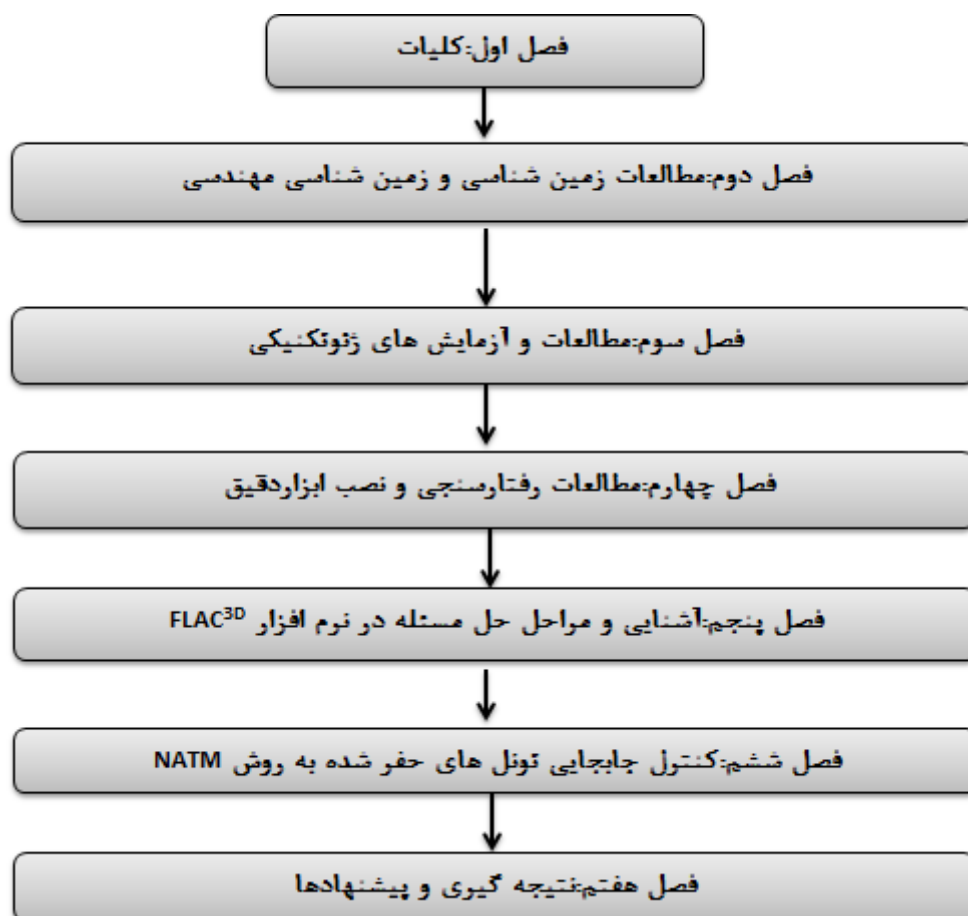 فصل اول:کلیات
فصل دوم:مطالعات زمین شناسی و زمین شناسی مهندسی
فصل سوم:مطالعات و آزمایش های ژئوتکنیکی
فصل چهارم:مطالعات رفتارسنجی و نصب ابزاردقیق
فصل پنجم:آشنایی و مراحل حل مسئله در نرم افزار FLAC³ᴰ
فصل ششم:کنترل جابجایی تونل های حفر شده به روش NATM
فصل هفتم:نتیجه گیری و پیشنهادها